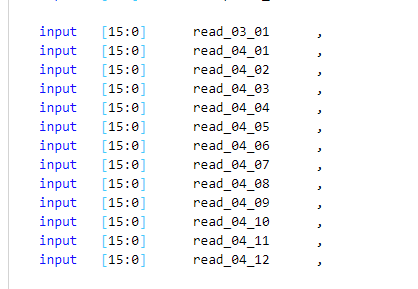 input [15:0] read_03_01 ,
input [15:0] read_04_01 ,
input [15:0] read_04_02 ,
input [15:0] read_04_03 ,
input [15:0] read_04_04 ,
input [15:0] read_04_05 ,
input [15:0] read_04_06 ,
input [15:0] read_04_07 ,
input [15:0] read_04_08 ,
input [15:0] read_04_09 ,
input [15:0] read_04_10 ,
input [15:0] read_04_11 ,
input [15:0] read_04_12 ,